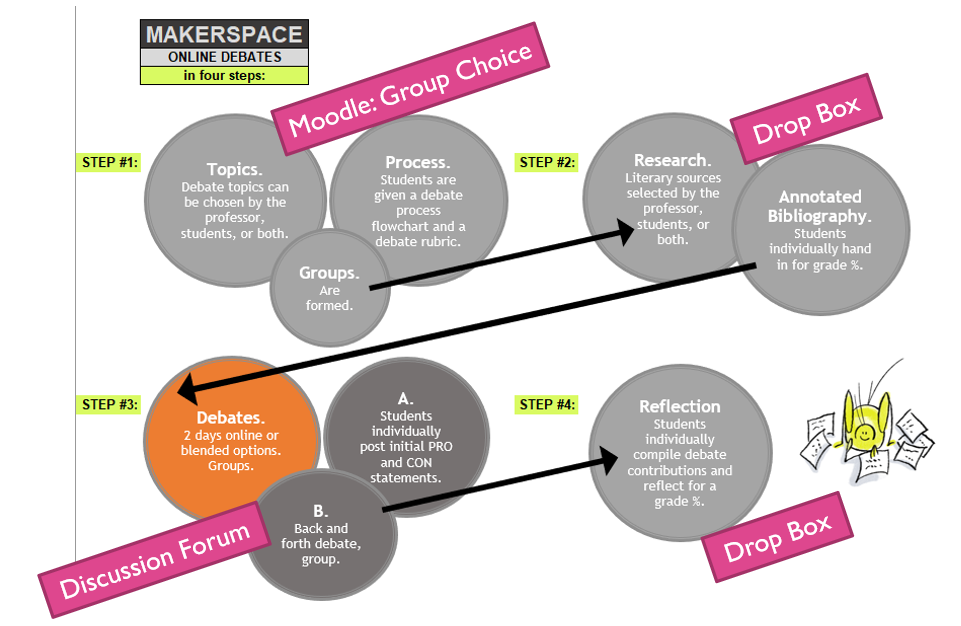 MAKERSPACE
ONLINE DEBATES
in four steps:
Moodle: Group Choice
STEP #1:
Topics.
Debate topics can
be chosen by the
professor,
students, or both.
Process.
Students are
given a debate
process
flowchart and a
debate rubric.
Groups.
Are
formed.
STEP #2:
Drop Box
Research.
Literary sources
selected by the
professor,
students, or
both.
Annotated
Bibliography.
Students
individually hand
in for grade %.
STEP #3:
Debates.
2 days online or
blended options.
Groups.
A.
Students
individually
post initial PRO
and CON
statements.
B.
Back and
forth debate,
group.
Discussion Forum
STEP #4:
Reflection
Students
individually
compile debate
contributions and
reflect for a
grade %.
Drop Box